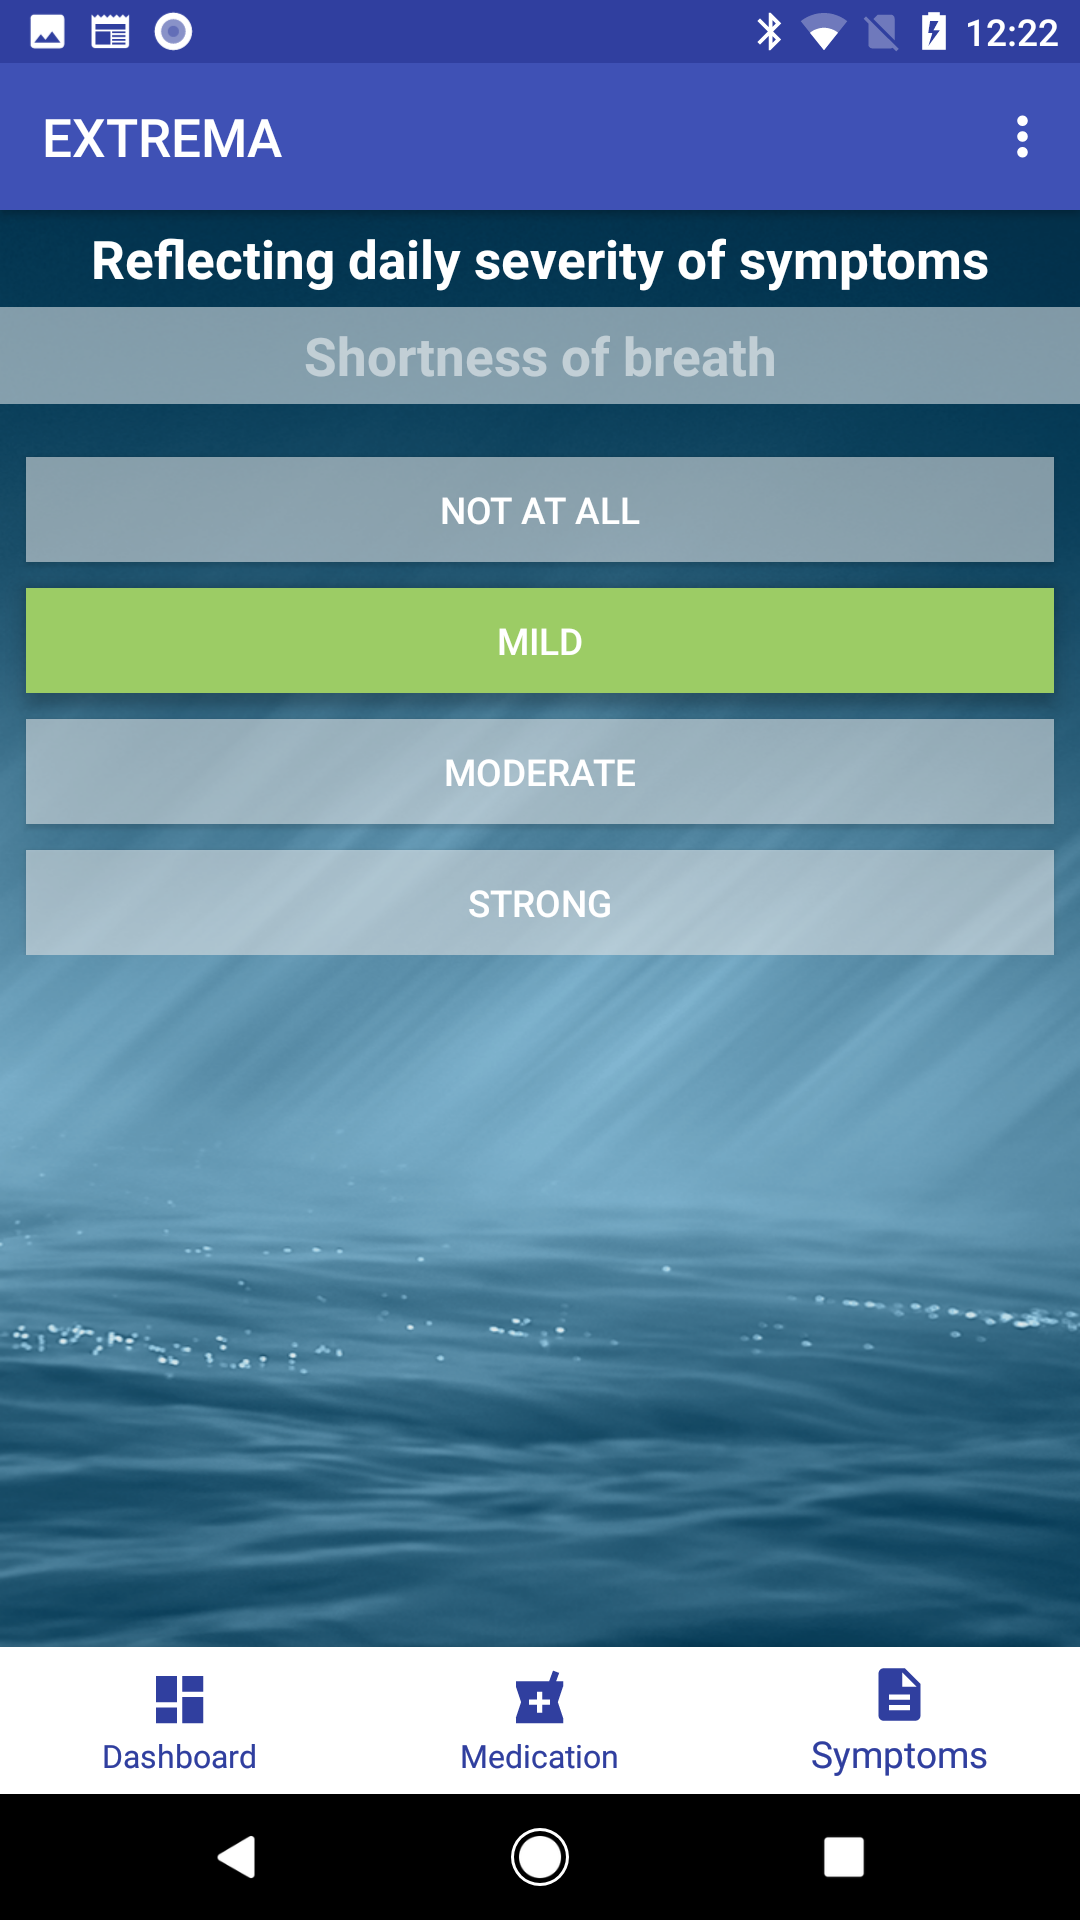 12:22
EXTREMA
Reflecting daily severity of symptoms
Shortness of breath
NOT AT ALL
MILD
MODERATE
STRONG
Dashboard Medication Symptoms